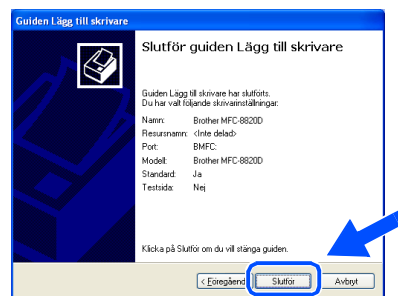 Guiden Lägg till skrivare
Slutför guiden Lägg till skrivare
Guiden Lägg till skrivare har slutförts.
Du har valt följande skrivarinställningar:
Namn: Brother MFC-8820D
Resursnamn: <Inte delad>
Port: BMFC:
Modell: Brother MFC-8820D
Standard: Ja
Testsida: Nej
Klicka på Slutför om du vill stänga guiden.
< Föregåend Slutför Avbryt